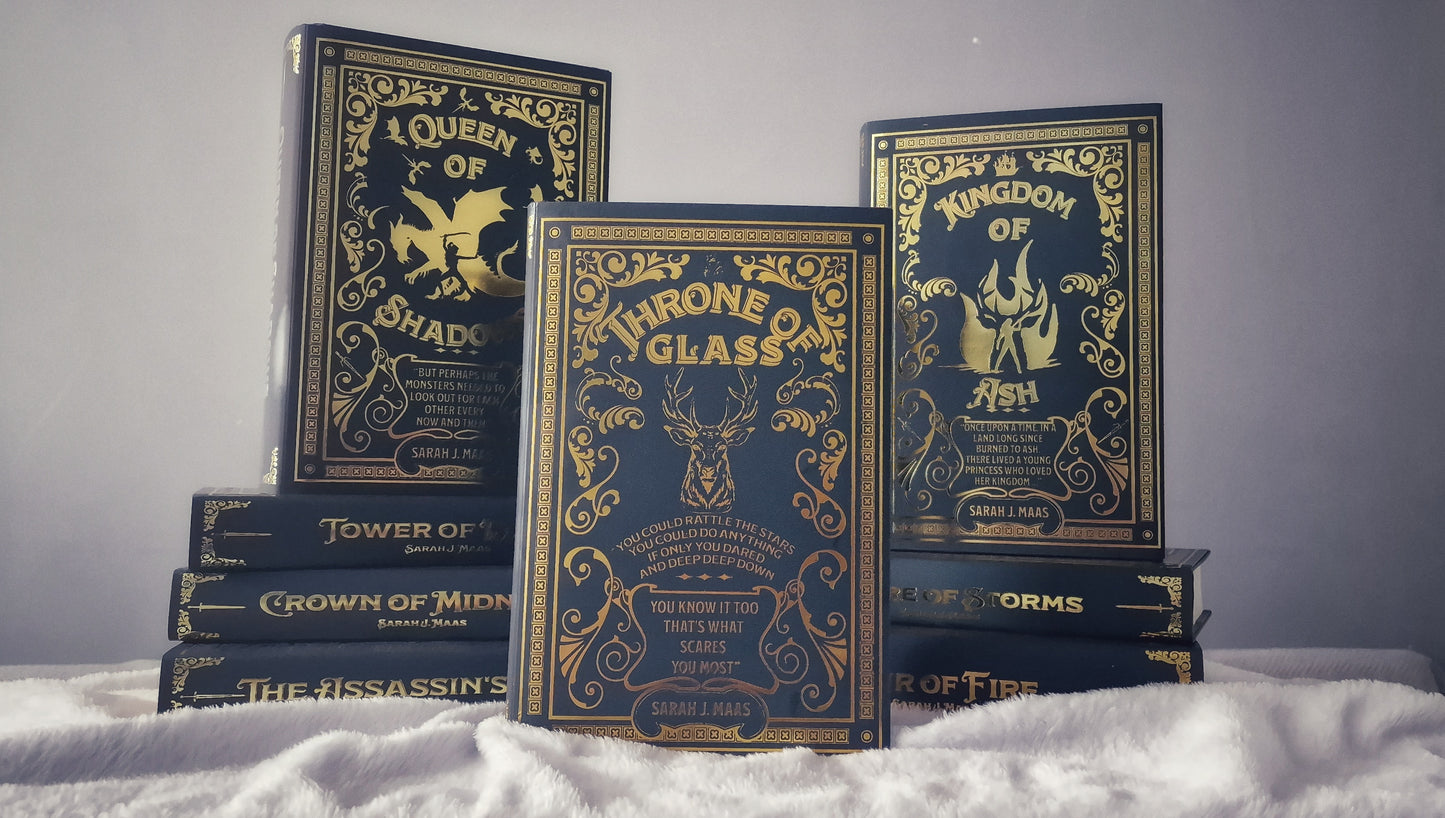 QUEEN
OF
"BUT PERHAPS THE
MONSTERS NEEDED TO
LOOK OUT FOR EACH
OTHER EVERY
NOW AND THEN
SARAH J. MAAS
THRONE OF
GLASS
"YOU COULD RATTLE THE STARS
YOU COULD DO ANYTHING
IF ONLY YOU DARED
AND DEEP DEEP DOWN
YOU KNOW IT TOO
THAT'S WHAT
SCARES
YOU MOST"
SARAH J. MAAS
KINGDOM
OF
ASH
"ONCE UPON A TIME, IN A
LAND LONG SINCE
BURNED TO ASH,
THERE LIVED A YOUNG
PRINCESS WHO LOVED
HER KINGDOM ..."
SARAH J. MAAS
TOWER OF
SARAH J. MAAS
CROWN OF MIDN
SARAH J. MAAS
THE ASSASSIN'S
RE OF STORMS
R OF FIRE